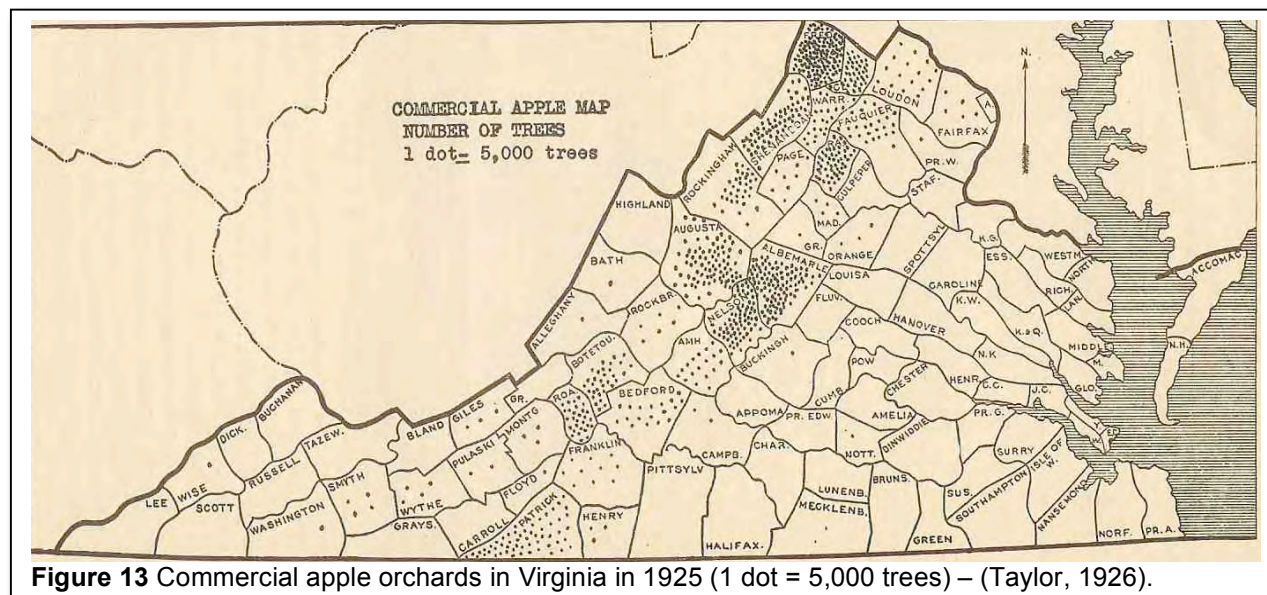 COMMERCIAL APPLE MAP
NUMBER OF TREES
1 dot= 5,000 trees
N.
LOUDON
A.
WARR.
FAUQUIER
FAIRFAX
SHENAND.
PAGE
RA
CULPEPER
PR.W.
STAF.
ROCKINGHAM
HIGHLAND
MAD.
AUGUSTA
GR.
ORANGE
SPOTTSYL
K.G.
ALBEMARLE
LOUISA
ESS.
WESTM.
NORTH
BATH
CAROLINE
RICH.
LAN.
ACCOMAC
ROCKBR.
NELSON
FLUV.
K.W.
ALLEGHANY
COOCH
HANOVER
K.&Q.
MIDDLE.
N.H.
BOTETOU.
AMH
BUCKINGH
POW
N.K
M.
GLO.
BUCHANAN
GILES
GR.
ROA.
BEDFORD
CUMB.
CHESTER
HENR.
C.C.
J.C.
DICK.
TAZEW.
BLAND
MONTG
APPOMA
PR. EDW.
AMELIA
PR.G.
RUSSELL
PULASKI
FRANKLIN
CAMPB.
CHAR.
NOTT.
DINWIDDIE
SURRY
ISLE OF W.
LEE
WISE
SMYTH
WYTHE
FLOYD
PITTSYLV
SCOTT
WASHINGTON
LUNENB.
BRUNS.
SUS.
SOUTHAMPTON
NANSEMOND
GRAYS.
CARROLL
PATRICK
HENRY
HALIFAX.
MECKLENB.
GREEN
NORF.
PR.A.
Figure 13 Commercial apple orchards in Virginia in 1925 (1 dot = 5,000 trees) – (Taylor, 1926).